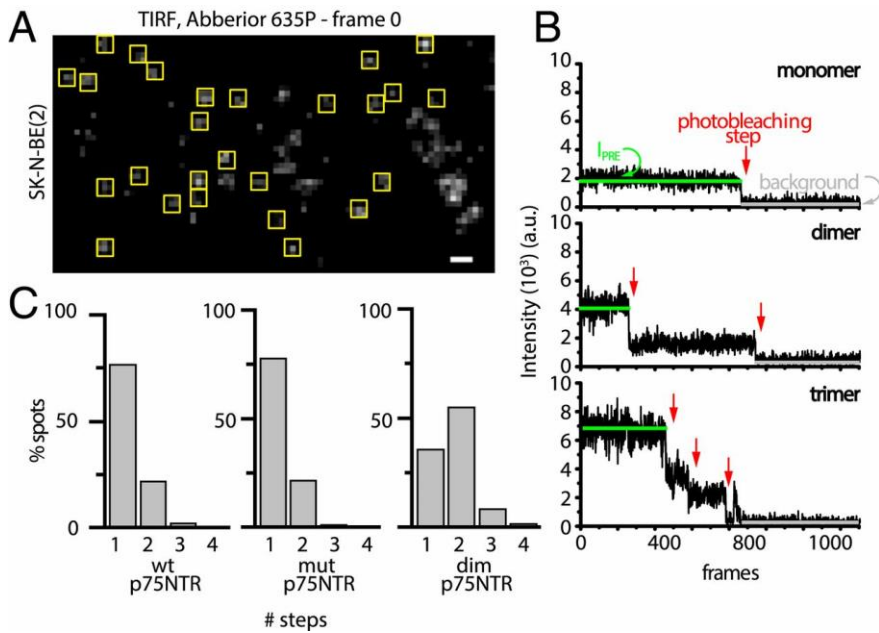 A
TIRF, Abberior 635P - frame 0
SK-N-BE(2)
B
10
8
6
4
2
0
monomer
photobleaching
step
I_PRE
background
10
8
6
4
2
0
dimer
10
8
6
4
2
0
trimer
Intensity (10³) (a.u.)
0 400 800 1000
frames
C
100
50
0
1 2 3 4
wt
p75NTR
100
50
1 2 3 4
mut
p75NTR
100
50
1 2 3 4
dim
p75NTR
% spots
# steps